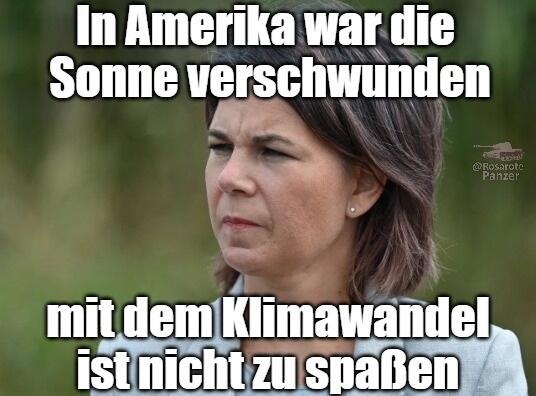 In Amerika war die
Sonne verschwunden
@Rosarote
Panzer
mit dem Klimawandel
ist nicht zu spaßen